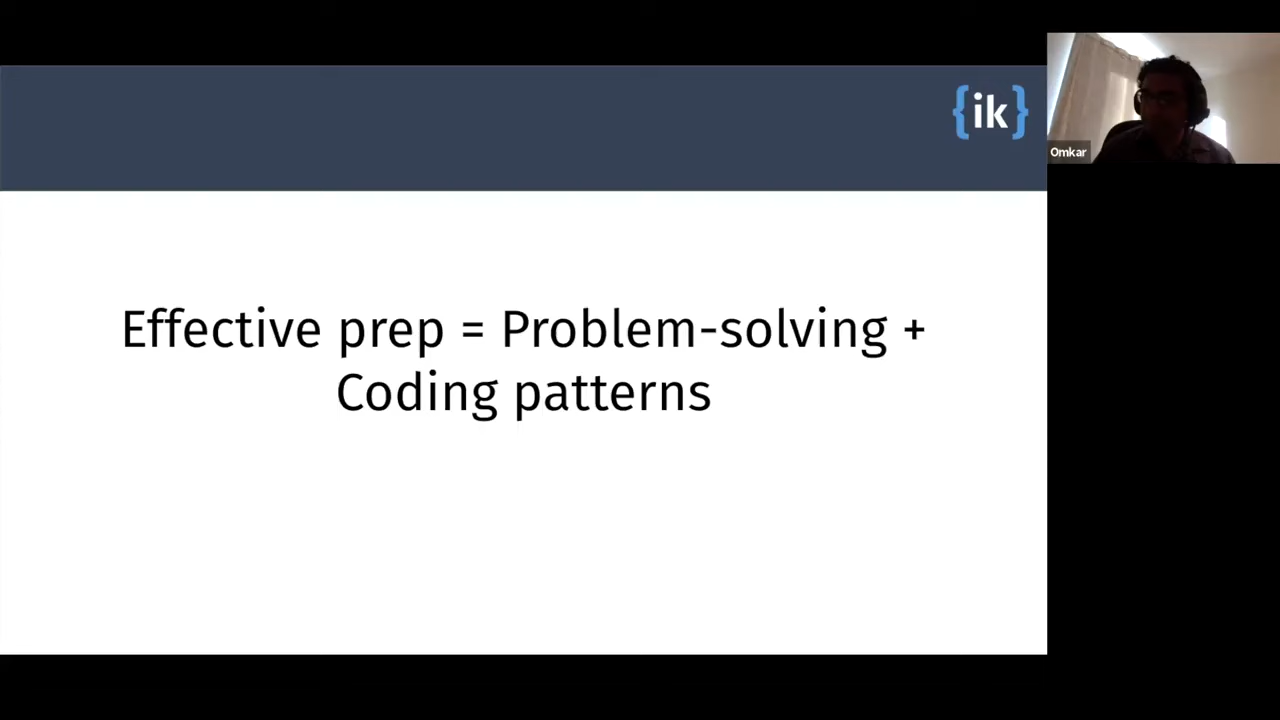 {ik}
Omkar
Effective prep = Problem-solving +
Coding patterns